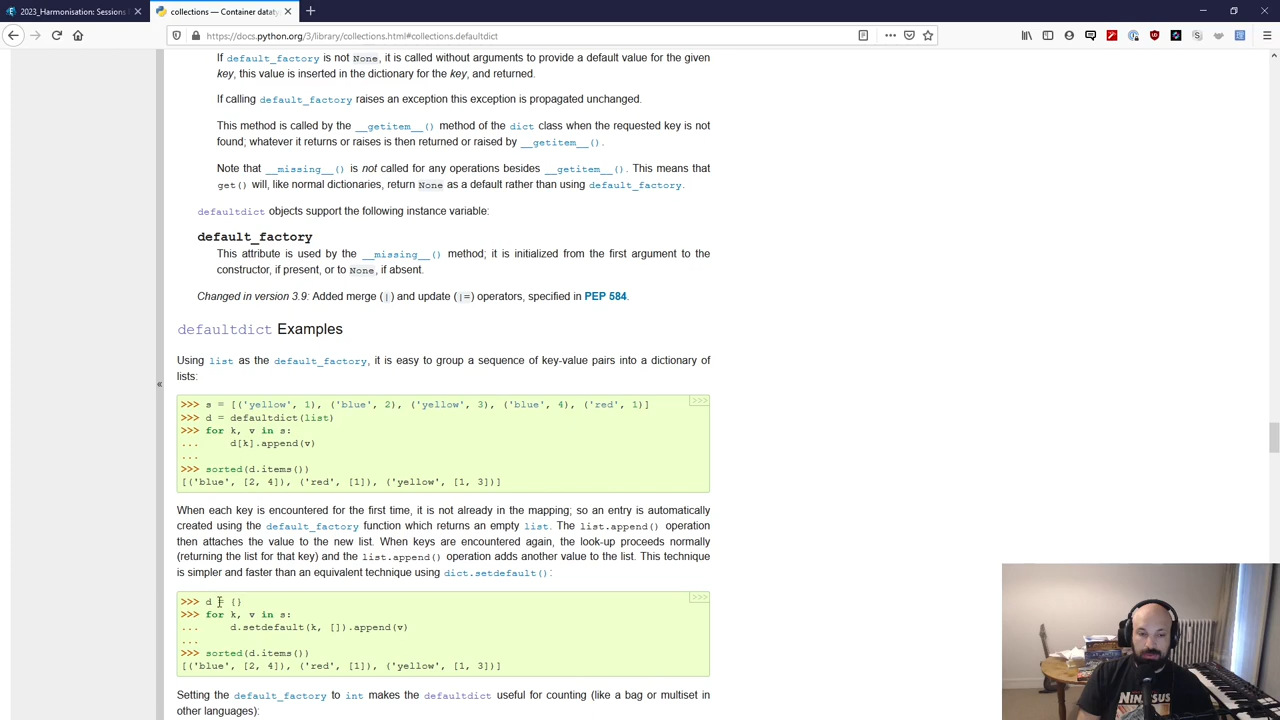 2023_Harmonisation: Sessions
collections — Container dataty
https://docs.python.org/3/library/collections.html#collections.defaultdict
If default_factory is not None, it is called without arguments to provide a default value for the given
key, this value is inserted in the dictionary for the key, and returned.
If calling default_factory raises an exception this exception is propagated unchanged.
This method is called by the __getitem__() method of the dict class when the requested key is not
found; whatever it returns or raises is then returned or raised by __getitem__().
Note that __missing__() is not called for any operations besides __getitem__(). This means that
get() will, like normal dictionaries, return None as a default rather than using default_factory.
defaultdict objects support the following instance variable:
default_factory
This attribute is used by the __missing__() method; it is initialized from the first argument to the
constructor, if present, or to None, if absent.
Changed in version 3.9: Added merge (|) and update (|=) operators, specified in PEP 584.
defaultdict Examples
Using list as the default_factory, it is easy to group a sequence of key-value pairs into a dictionary of
lists:
>>> s = [('yellow', 1), ('blue', 2), ('yellow', 3), ('blue', 4), ('red', 1)]
>>>
>>> d = defaultdict(list)
>>> for k, v in s:
...     d[k].append(v)
...
>>> sorted(d.items())
[('blue', [2, 4]), ('red', [1]), ('yellow', [1, 3])]
When each key is encountered for the first time, it is not already in the mapping; so an entry is automatically
created using the default_factory function which returns an empty list. The list.append() operation
then attaches the value to the new list. When keys are encountered again, the look-up proceeds normally
(returning the list for that key) and the list.append() operation adds another value to the list. This technique
is simpler and faster than an equivalent technique using dict.setdefault():
>>> d = {}
>>>
>>> for k, v in s:
...     d.setdefault(k, []).append(v)
...
>>> sorted(d.items())
[('blue', [2, 4]), ('red', [1]), ('yellow', [1, 3])]
Setting the default_factory to int makes the defaultdict useful for counting (like a bag or multiset in
other languages):